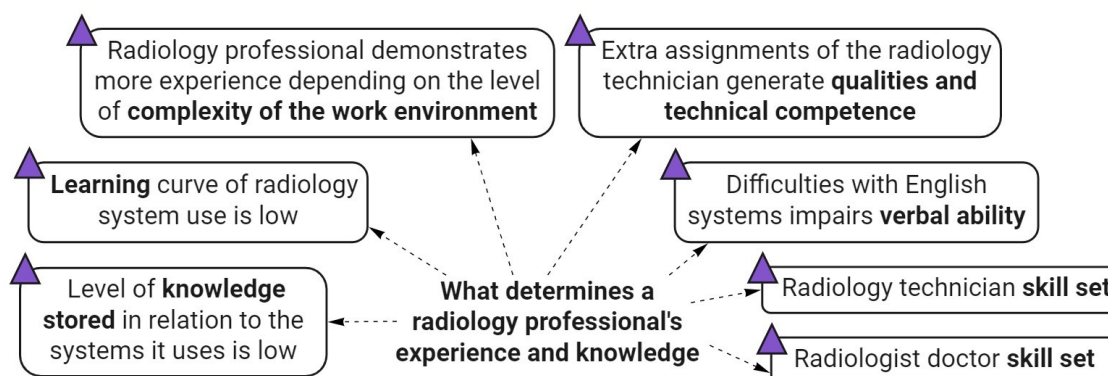 Radiology professional demonstrates
more experience depending on the level
of complexity of the work environment
Extra assignments of the radiology
technician generate qualities and
technical competence
Learning curve of radiology
system use is low
Difficulties with English
systems impairs verbal ability
Level of knowledge
stored in relation to the
systems it uses is low
What determines a
radiology professional's
experience and knowledge
Radiology technician skill set
Radiologist doctor skill set